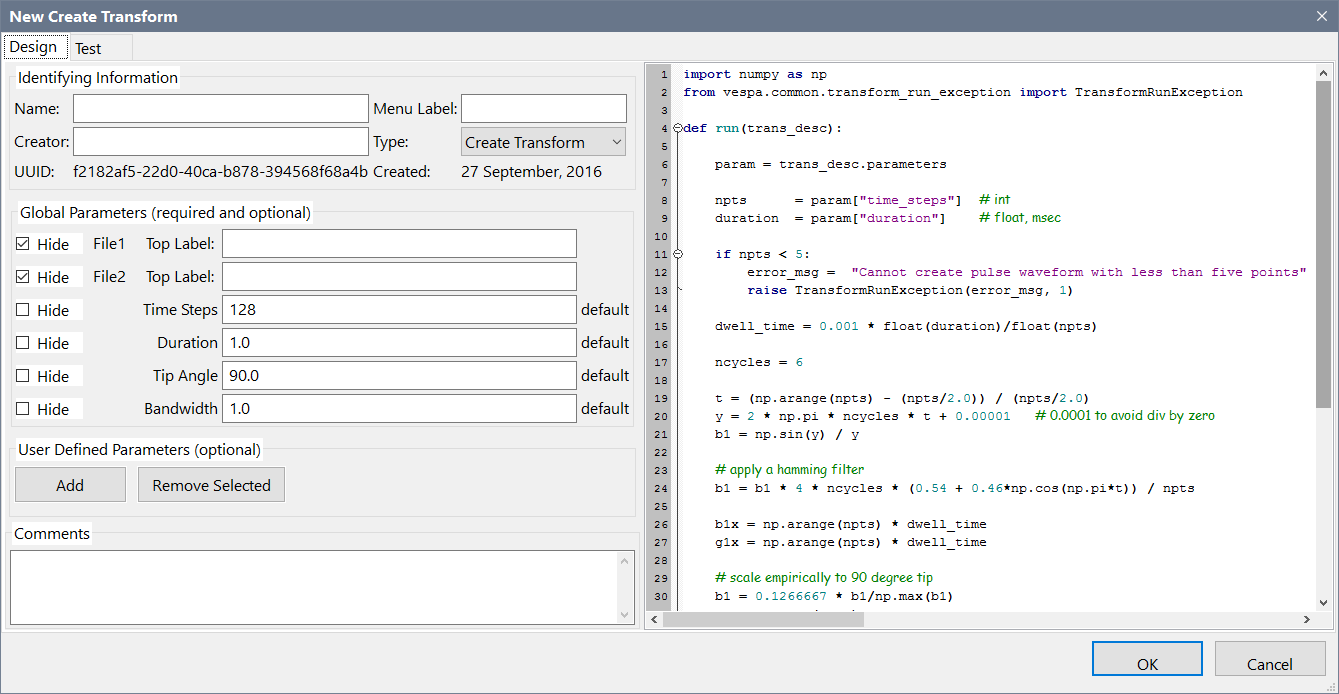 New Create Transform
Design
Test
Identifying Information
Name:
Menu Label:
Creator:
Type:
Create Transform
UUID:
f2182af5-22d0-40ca-b878-394568f68a4b
Created:
27 September, 2016
Global Parameters (required and optional)
Hide File1 Top Label:
Hide File2 Top Label:
Hide Time Steps 128 default
Hide Duration 1.0 default
Hide Tip Angle 90.0 default
Hide Bandwidth 1.0 default
User Defined Parameters (optional)
Add
Remove Selected
Comments
1 import numpy as np
2 from vespa.common.transform_run_exception import TransformRunException
3
4 def run(trans_desc):
5
6 param = trans_desc.parameters
7
8 npts = param["time_steps"] # int
9 duration = param["duration"] # float, msec
10
11 if npts < 5:
12 error_msg = "Cannot create pulse waveform with less than five points"
13 raise TransformRunException(error_msg, 1)
14
15 dwell_time = 0.001 * float(duration)/float(npts)
16
17 ncycles = 6
18
19 t = (np.arange(npts) - (npts/2.0)) / (npts/2.0)
20 y = 2 * np.pi * ncycles * t + 0.00001 # 0.0001 to avoid div by zero
21 b1 = np.sin(y) / y
22
23 # apply a hamming filter
24 b1 = b1 * 4 * ncycles * (0.54 + 0.46*np.cos(np.pi*t)) / npts
25
26 b1x = np.arange(npts) * dwell_time
27 g1x = np.arange(npts) * dwell_time
28
29 # scale empirically to 90 degree tip
30 b1 = 0.1266667 * b1/np.max(b1)
OK
Cancel